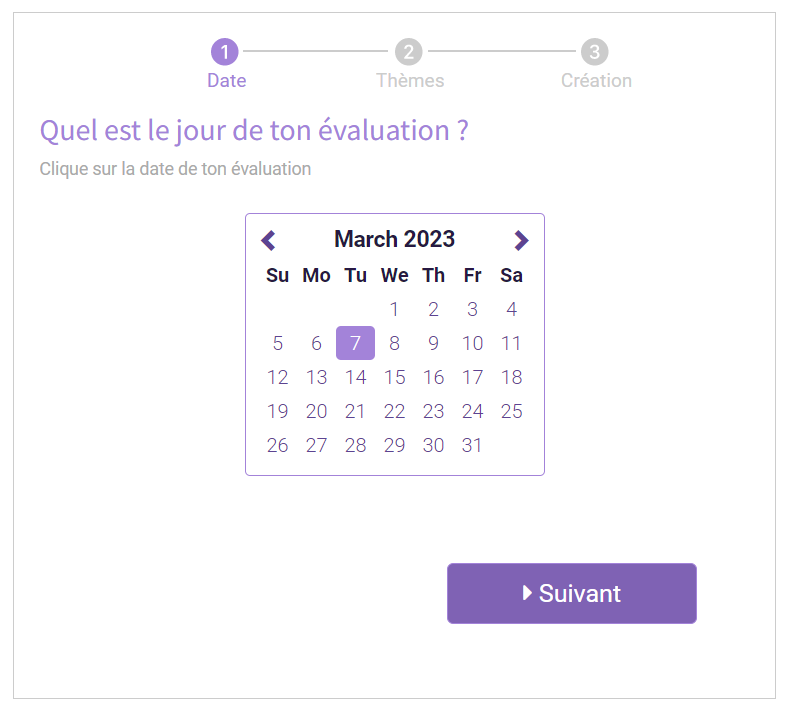 1 2 3
Date Thèmes Création
Quel est le jour de ton évaluation ?
Clique sur la date de ton évaluation
March 2023
Su Mo Tu We Th Fr Sa
1 2 3 4
5 6 7 8 9 10 11
12 13 14 15 16 17 18
19 20 21 22 23 24 25
26 27 28 29 30 31
Suivant